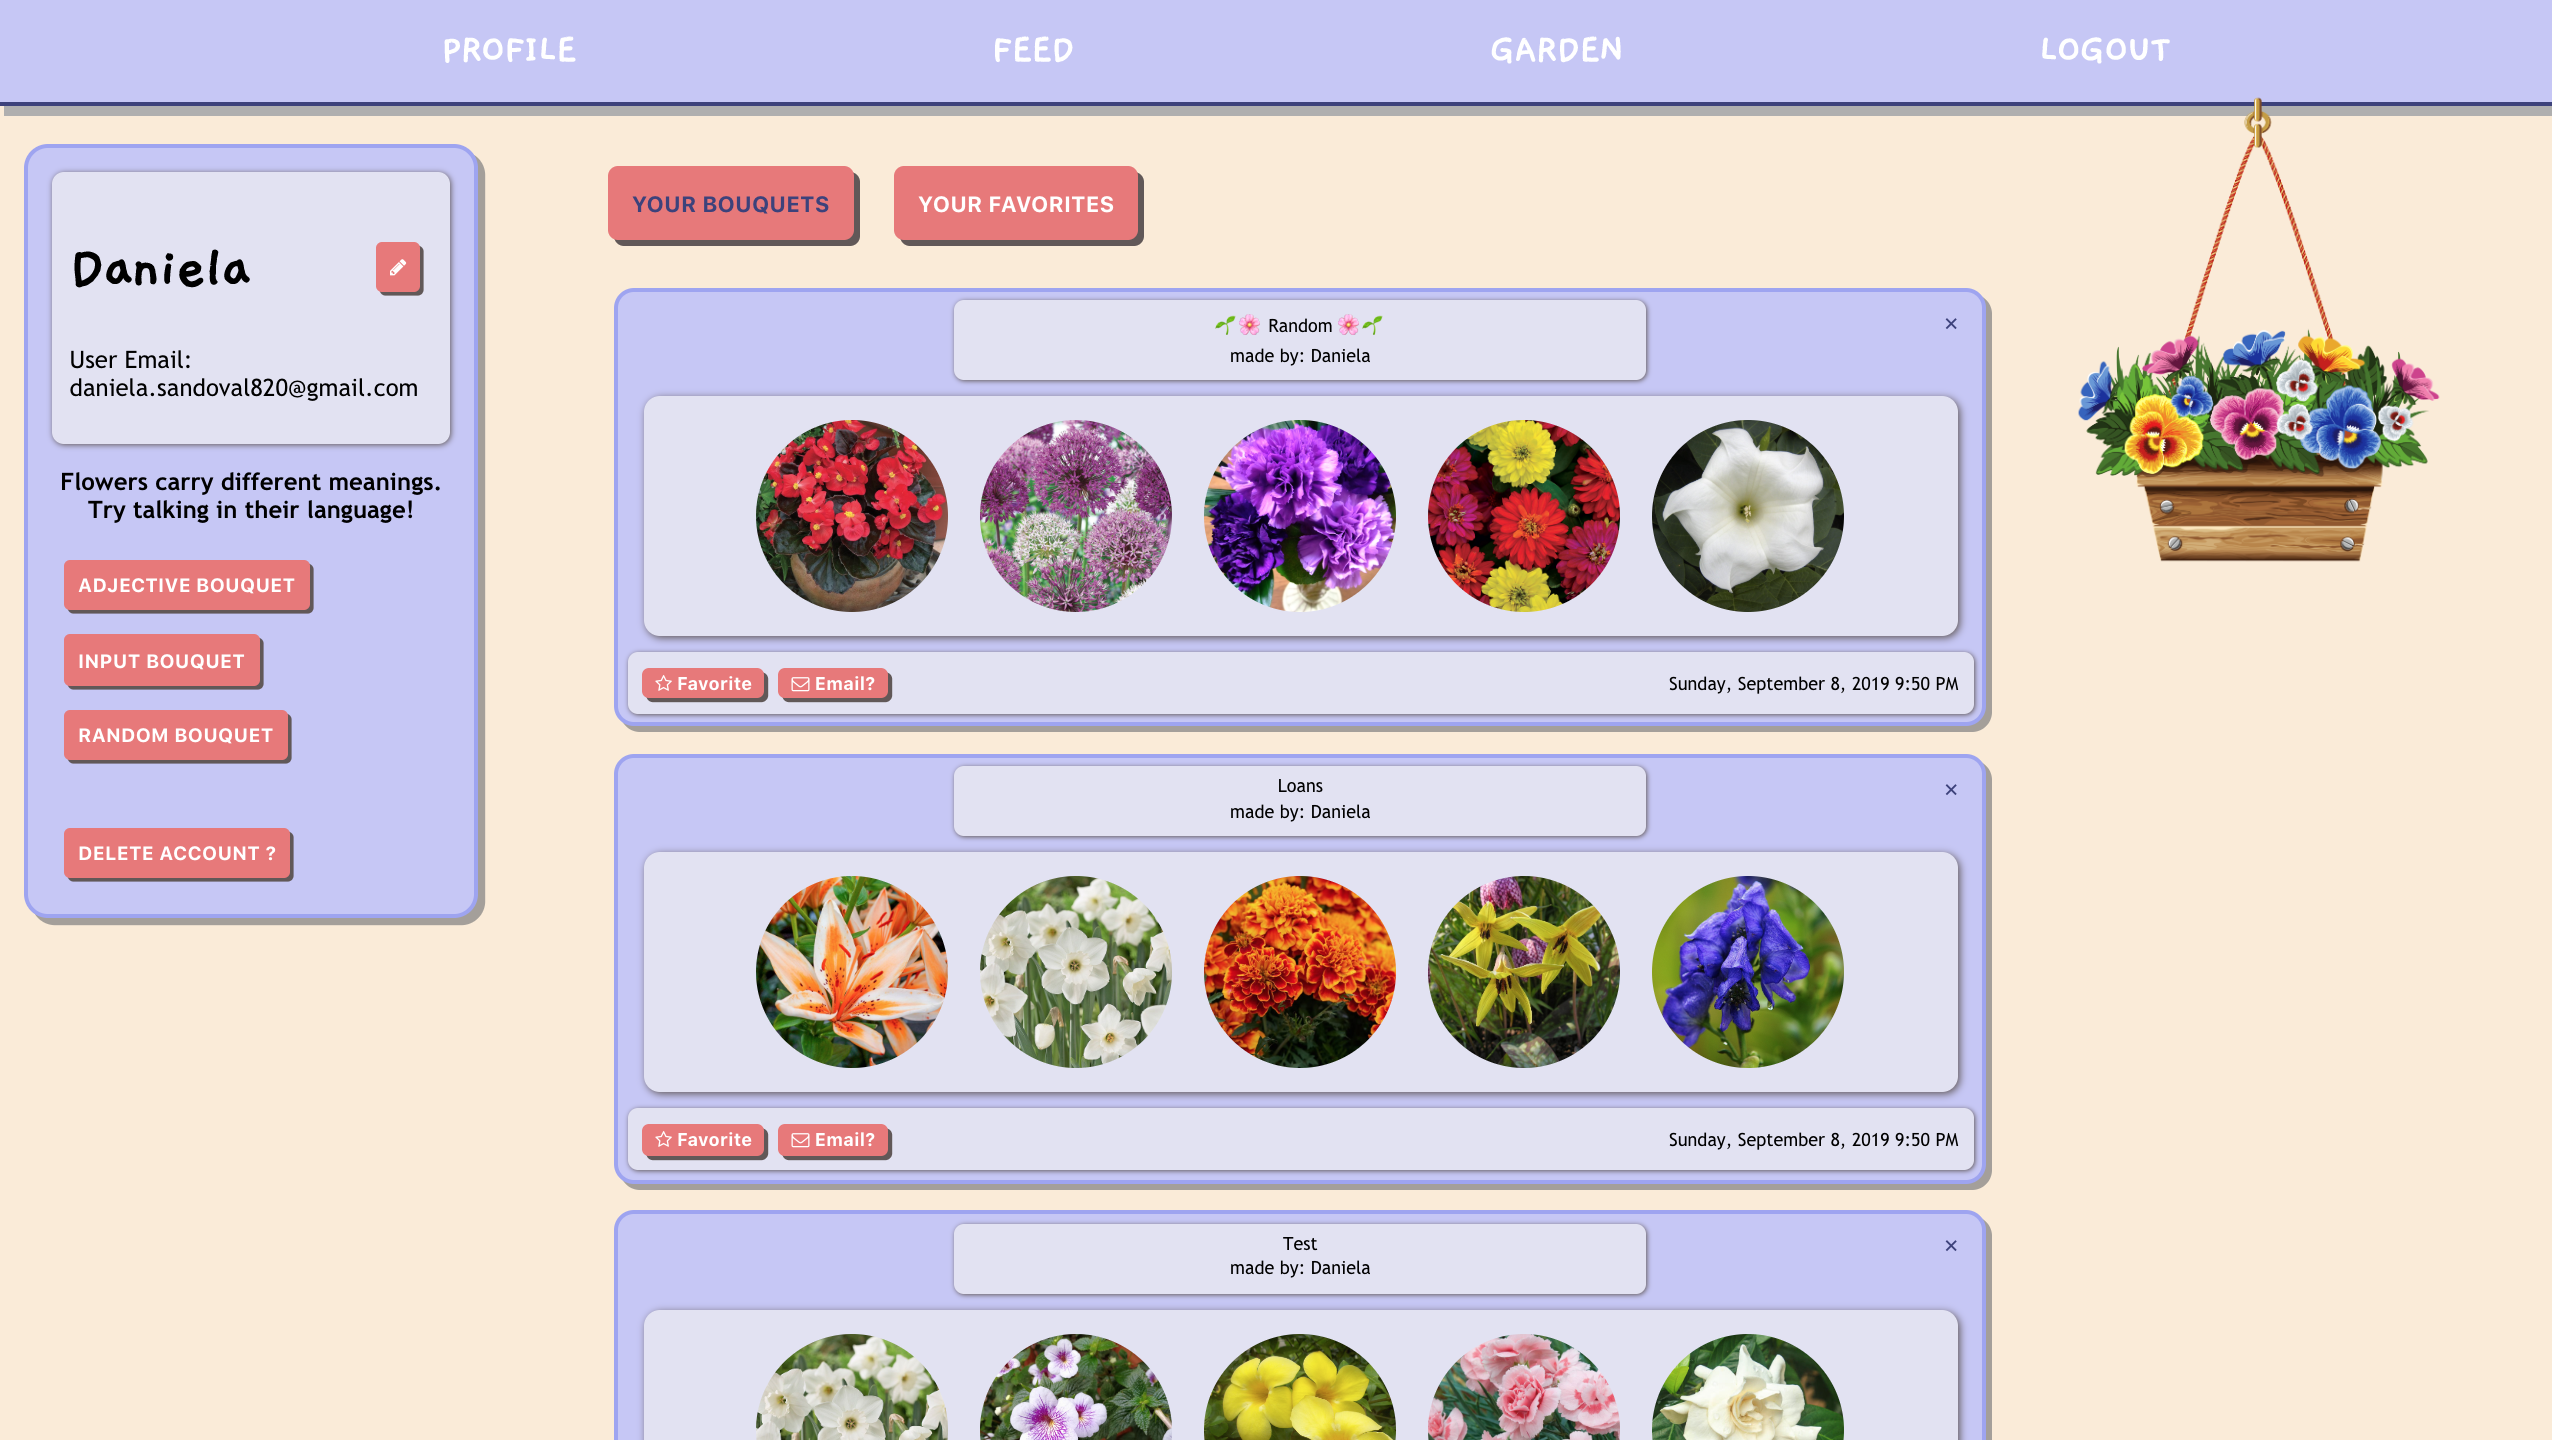 PROFILE
FEED
GARDEN
LOGOUT
Daniela
User Email:
daniela.sandoval820@gmail.com
Flowers carry different meanings.
Try talking in their language!
ADJECTIVE BOUQUET
INPUT BOUQUET
RANDOM BOUQUET
DELETE ACCOUNT ?
YOUR BOUQUETS
YOUR FAVORITES
🌱🌸 Random 🌸🌱
made by: Daniela
Favorite
Email?
Sunday, September 8, 2019 9:50 PM
Loans
made by: Daniela
Favorite
Email?
Sunday, September 8, 2019 9:50 PM
Test
made by: Daniela